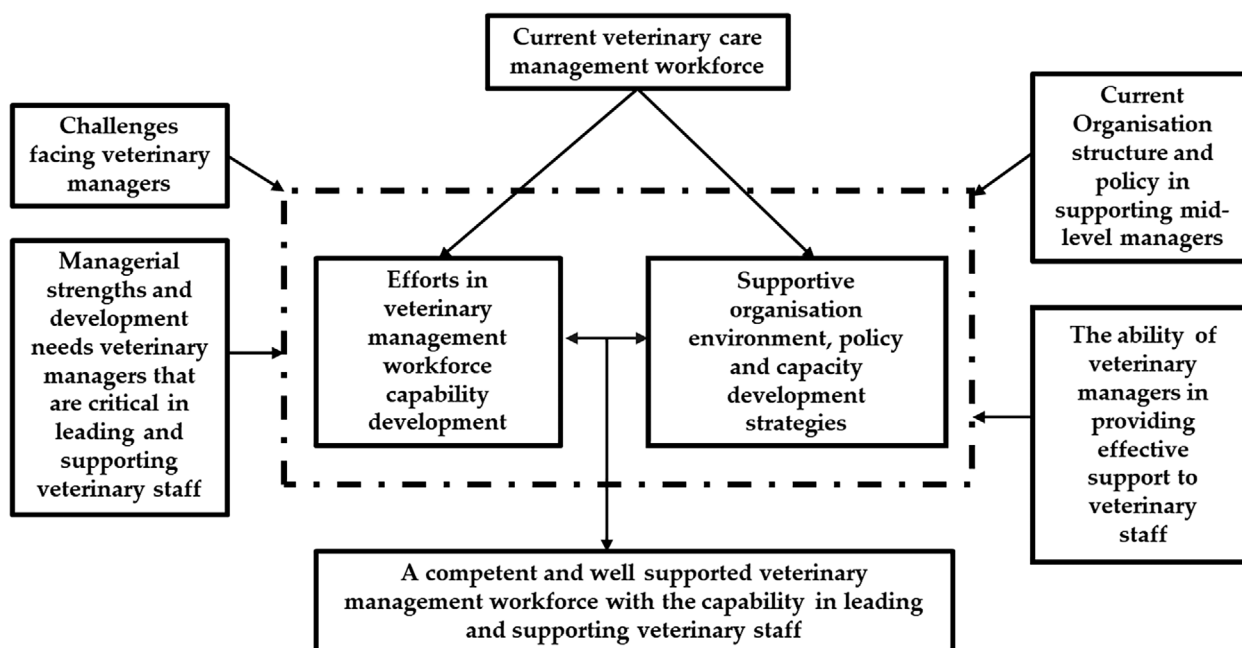 Current veterinary care
management workforce
Challenges
facing veterinary
managers
Current
Organisation
structure and
policy in
supporting mid-
level managers
Managerial
strengths and
development
needs veterinary
managers that
are critical in
leading and
supporting
veterinary staff
Efforts in
veterinary
management
workforce
capability
development
Supportive
organisation
environment, policy
and capacity
development
strategies
The ability of
veterinary
managers in
providing
effective
support to
veterinary
staff
A competent and well supported veterinary
management workforce with the capability in leading
and supporting veterinary staff